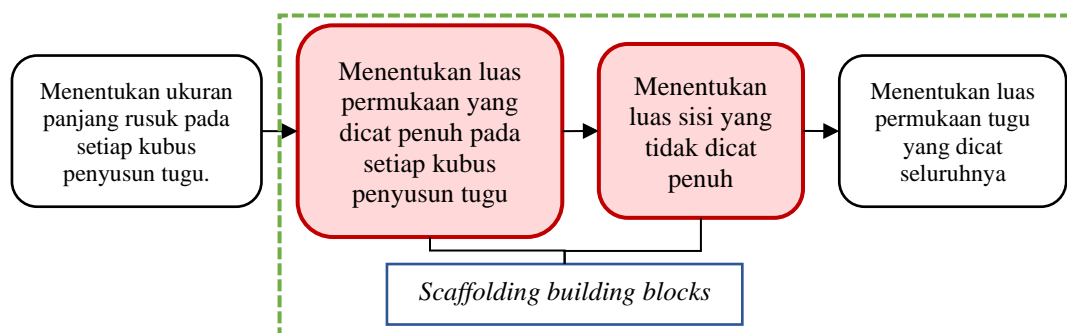 Menentukan ukuran
panjang rusuk pada
setiap kubus
penyusun tugu.
Menentukan luas
permukaan yang
dicat penuh pada
setiap kubus
penyusun tugu
Menentukan
luas sisi yang
tidak dicat
penuh
Menentukan luas
permukaan tugu
yang dicat
seluruhnya
Scaffolding building blocks